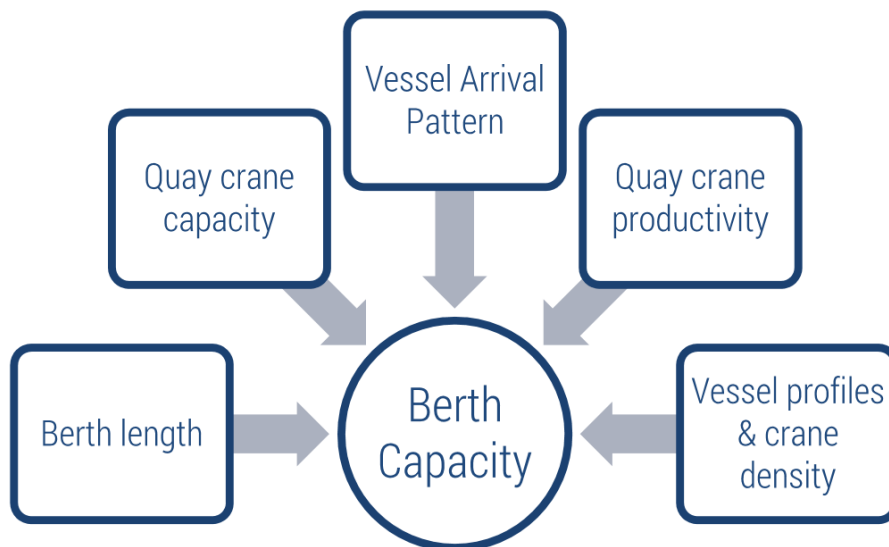 Vessel Arrival
Pattern
Quay crane
capacity
Quay crane
productivity
Berth length
Berth
Capacity
Vessel profiles
& crane
density